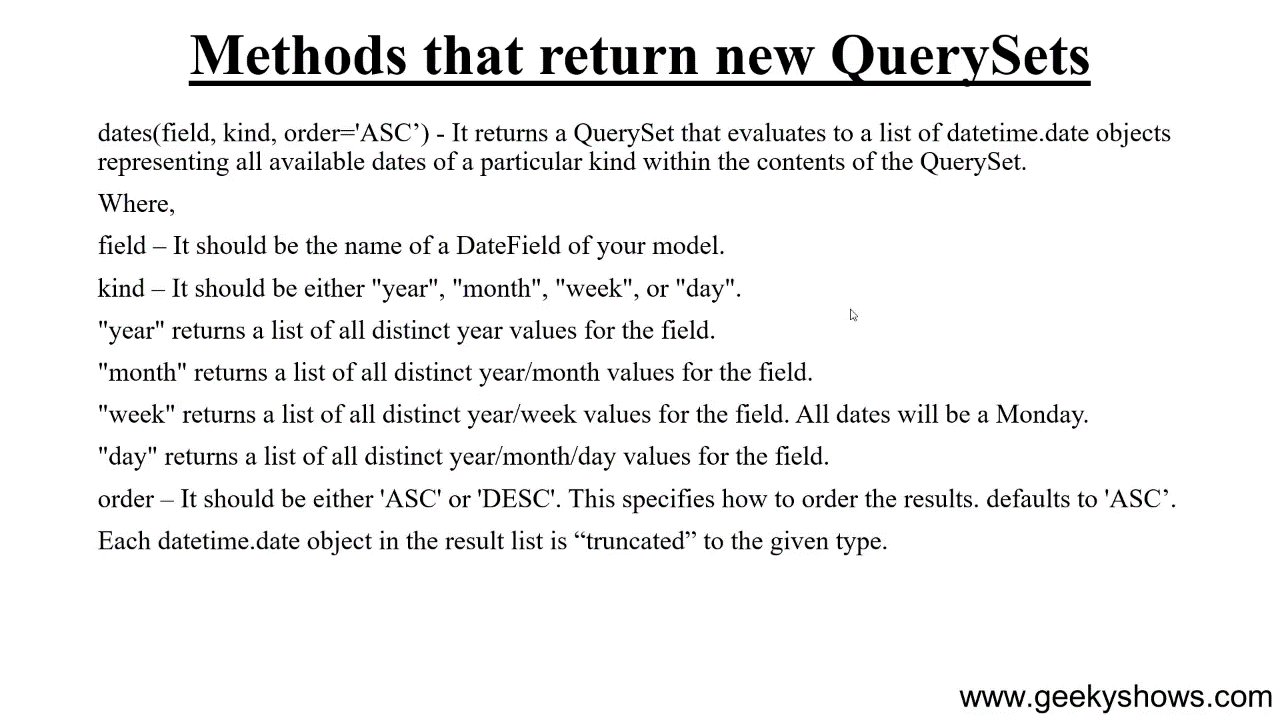 Methods that return new QuerySets
dates(field, kind, order='ASC’) - It returns a QuerySet that evaluates to a list of datetime.date objects
representing all available dates of a particular kind within the contents of the QuerySet.
Where,
field – It should be the name of a DateField of your model.
kind – It should be either "year", "month", "week", or "day".
"year" returns a list of all distinct year values for the field.
"month" returns a list of all distinct year/month values for the field.
"week" returns a list of all distinct year/week values for the field. All dates will be a Monday.
"day" returns a list of all distinct year/month/day values for the field.
order – It should be either 'ASC' or 'DESC'. This specifies how to order the results. defaults to 'ASC’.
Each datetime.date object in the result list is “truncated” to the given type.
www.geekyshows.com